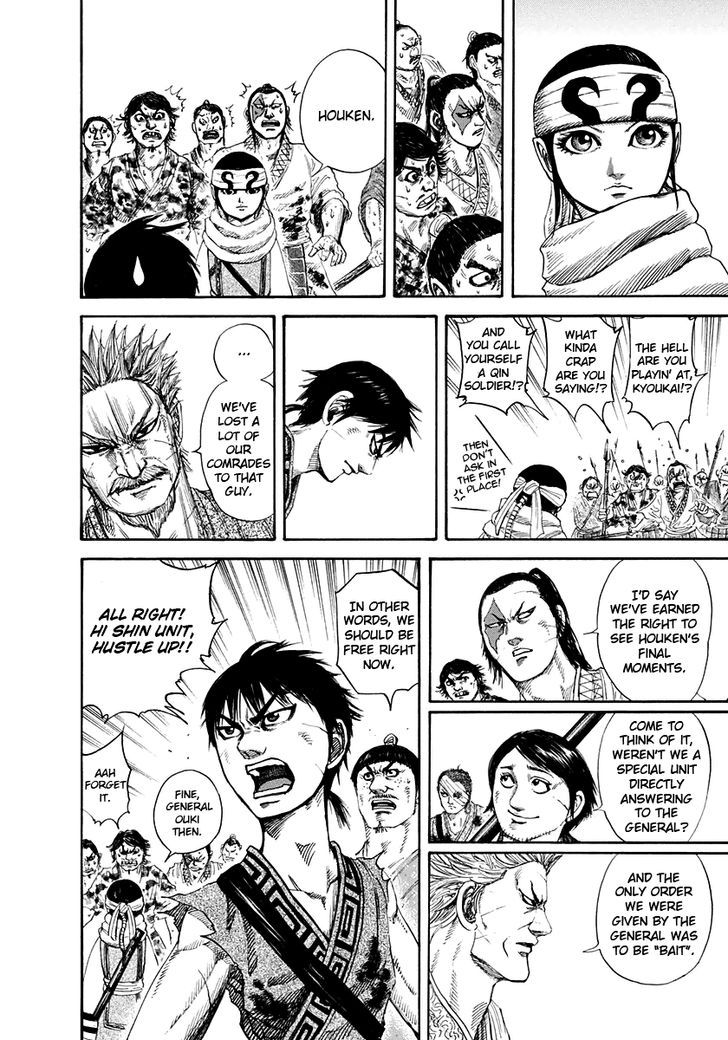 HOUKEN.
THE HELL
ARE YOU
PLAYIN' AT,
KYOUKAI!?
WHAT
KINDA
CRAP
ARE YOU
SAYING!?
AND
YOU CALL
YOURSELF
A QIN
SOLDIER!?
THEN
DON'T
ASK IN
THE FIRST
PLACE!
...
WE'VE
LOST A
LOT OF
OUR
COMRADES
TO THAT
GUY.
I'D SAY
WE'VE EARNED
THE RIGHT TO
SEE HOUKEN'S
FINAL
MOMENTS.
COME TO
THINK OF IT,
WEREN'T WE A
SPECIAL UNIT
DIRECTLY
ANSWERING
TO THE
GENERAL?
AND THE
ONLY ORDER
WE WERE
GIVEN BY THE
GENERAL WAS
TO BE "BAIT".
IN OTHER
WORDS, WE
SHOULD BE
FREE RIGHT
NOW.
ALL RIGHT!
HI SHIN UNIT,
HUSTLE UP!!
FINE,
GENERAL
OUKI
THEN.
AAH
FORGET
IT.